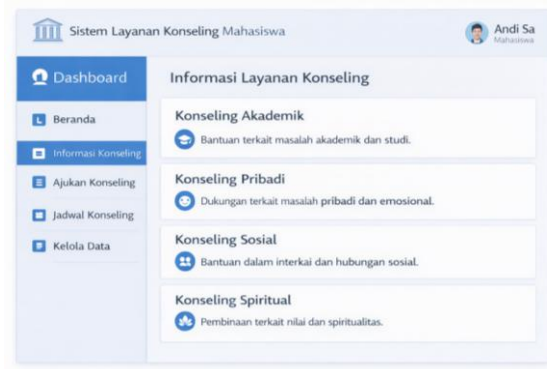 Sistem Layanan Konseling Mahasiswa
Andi Sa
Mahasiswa
Dashboard
Beranda
Informasi Konseling
Ajukan Konseling
Jadwal Konseling
Kelola Data
Informasi Layanan Konseling
Konseling Akademik
Bantuan terkait masalah akademik dan studi.
Konseling Pribadi
Dukungan terkait masalah pribadi dan emosional.
Konseling Sosial
Bantuan dalam interkai dan hubungan sosial.
Konseling Spiritual
Pembinaan terkait nilai dan spiritualitas.